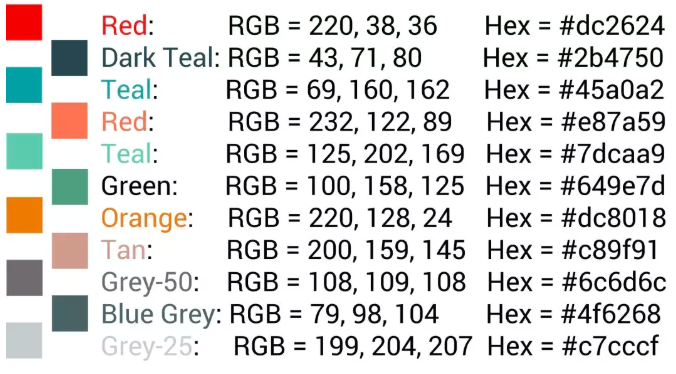 Red: RGB = 220, 38, 36 Hex = #dc2624
Dark Teal: RGB = 43, 71, 80 Hex = #2b4750
Teal: RGB = 69, 160, 162 Hex = #45a0a2
Red: RGB = 232, 122, 89 Hex = #e87a59
Teal: RGB = 125, 202, 169 Hex = #7dcaa9
Green: RGB = 100, 158, 125 Hex = #649e7d
Orange: RGB = 220, 128, 24 Hex = #dc8018
Tan: RGB = 200, 159, 145 Hex = #c89f91
Grey-50: RGB = 108, 109, 108 Hex = #6c6d6c
Blue Grey: RGB = 79, 98, 104 Hex = #4f6268
Grey-25: RGB = 199, 204, 207 Hex = #c7cccf